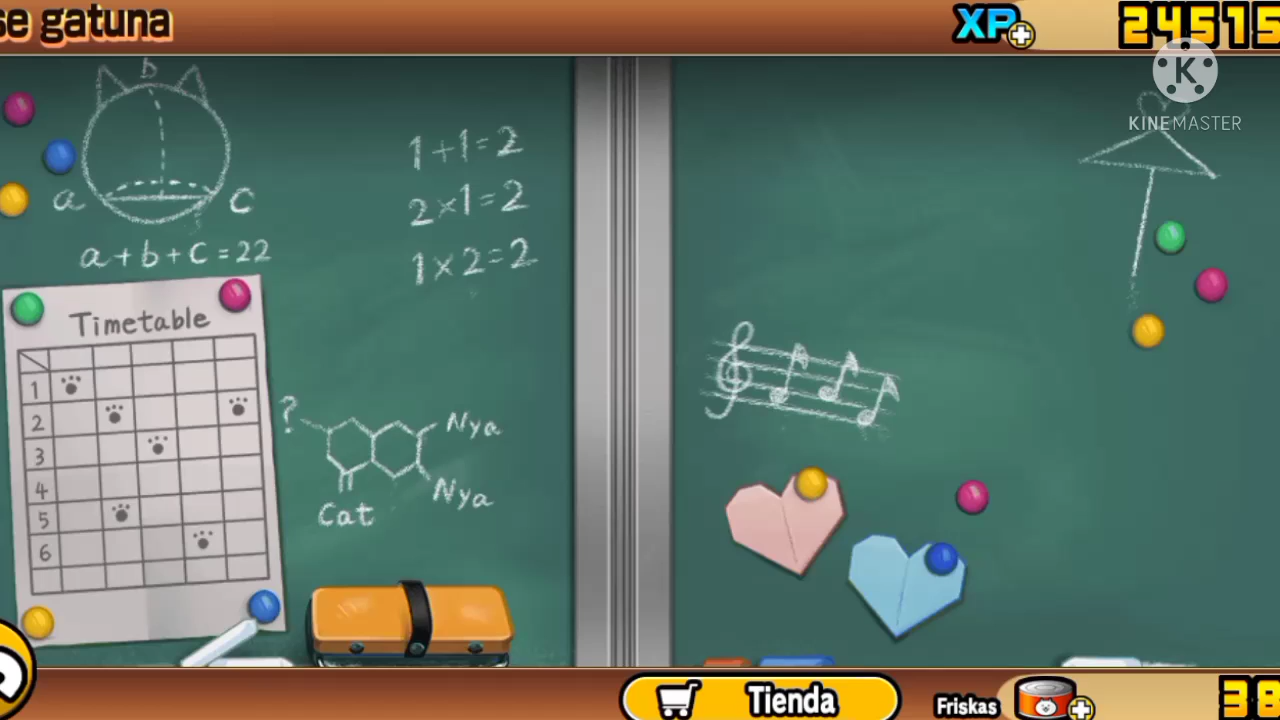 se gatuna
XP
24515
KINEMASTER
b
a
c
a+b+c=22
1+1=2
2×1=2
1×2=2
Timetable
1
2
3
4
5
6
?
Nya
Nya
Cat
Tienda
Friskas
38